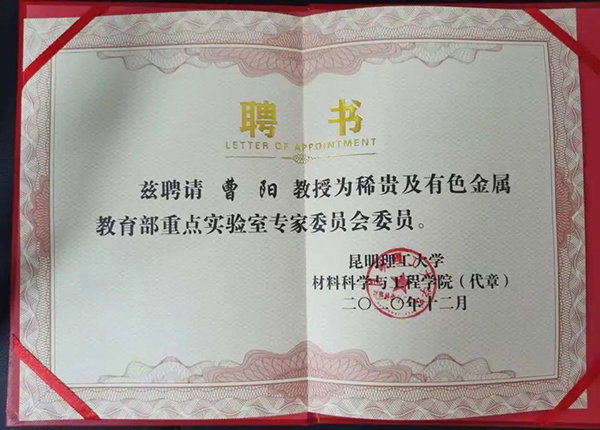 聘 书
LETTER OF APPOINTMENT
兹聘请 曹 阳 教授为稀贵及有色金属
教育部重点实验室专家委员会委员。
昆明理工大学
材料科学与工程学院（代章）
二〇二〇年十二月